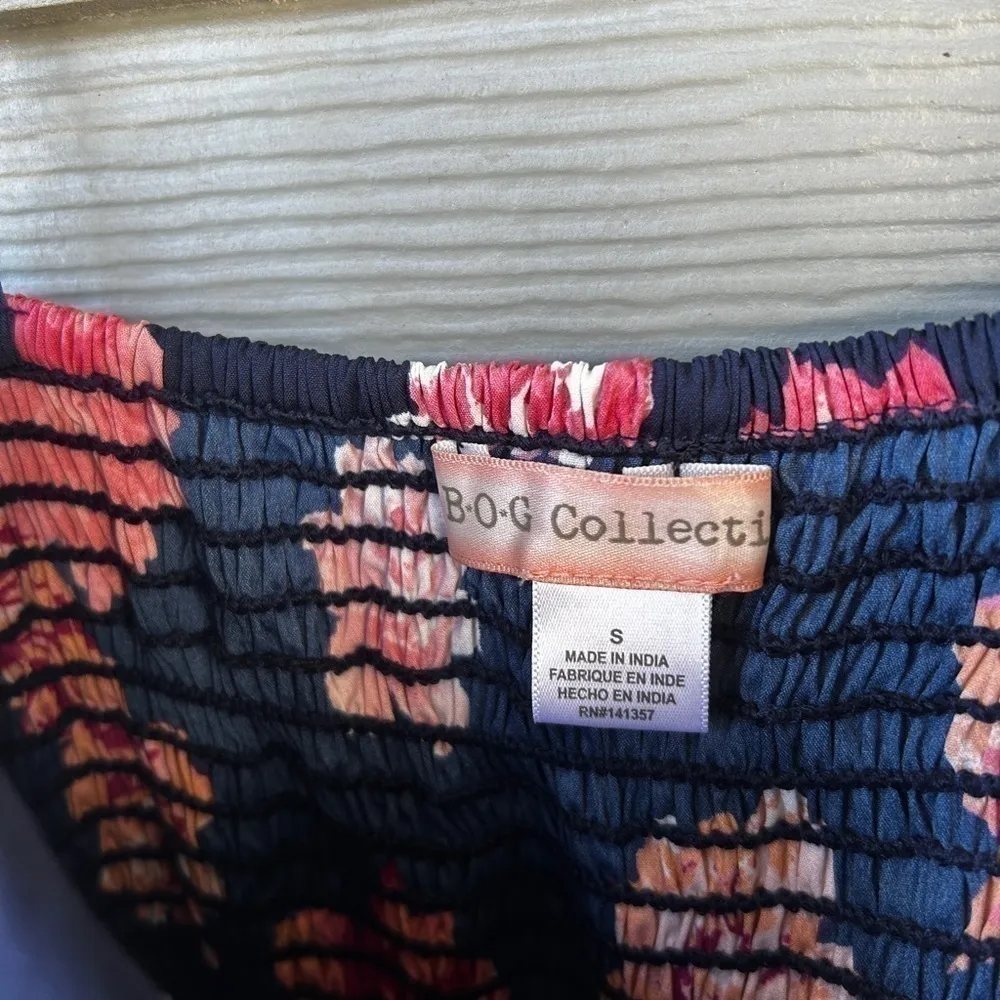 B·O·G Collecti
S
MADE IN INDIA
FABRIQUE EN INDE
HECHO EN INDIA
RN#141357